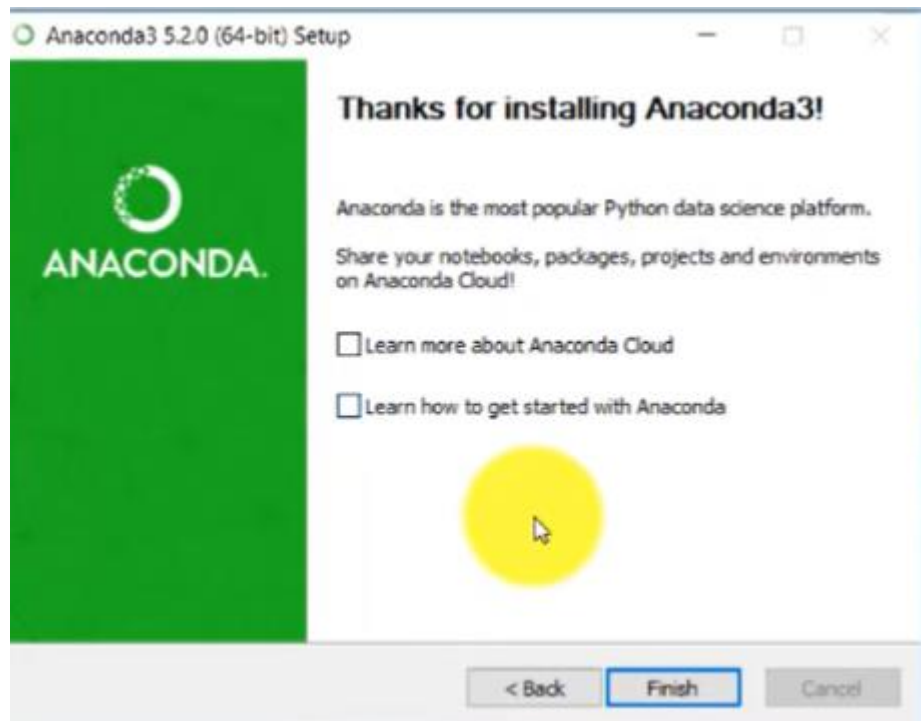 Anaconda3 5.2.0 (64-bit) Setup
Thanks for installing Anaconda3!
ANACONDA.
Anaconda is the most popular Python data science platform.
Share your notebooks, packages, projects and environments
on Anaconda Cloud!
Learn more about Anaconda Cloud
Learn how to get started with Anaconda
< Back
Finish
Cancel